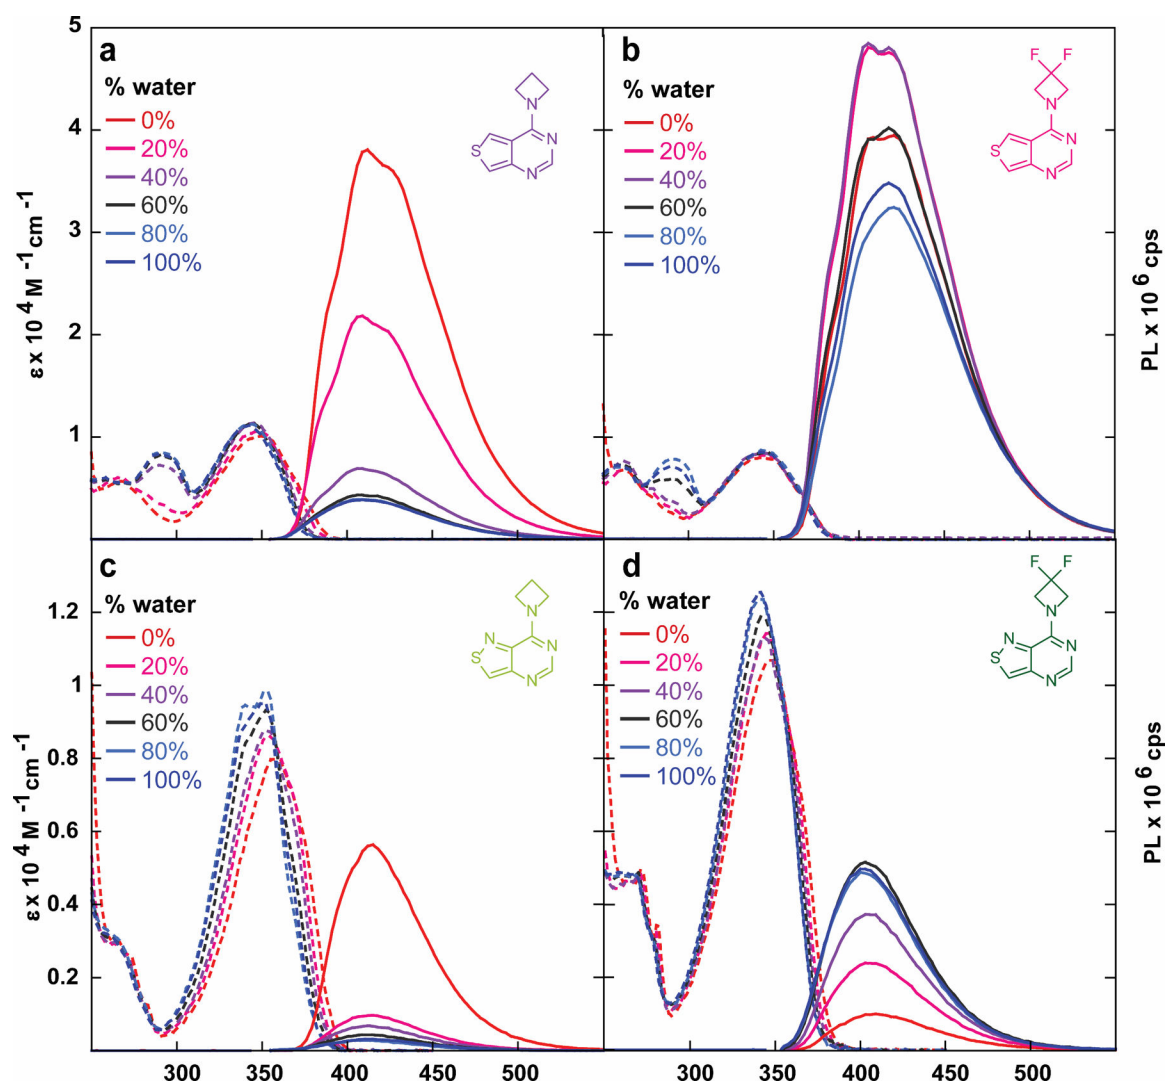 5
4
3
2
1
ε x 10 4 M -1 cm -1
a
% water
0%
20%
40%
60%
80%
100%
N
N
N
S
b
% water
0%
20%
40%
60%
80%
100%
F F
N
N
N
S
PL x 10 6 cps
1.2
1
0.8
0.6
0.4
0.2
ε x 10 4 M -1 cm -1
c
% water
0%
20%
40%
60%
80%
100%
N
N N
S
N
d
% water
0%
20%
40%
60%
80%
100%
F F
N
N N
S
N
PL x 10 6 cps
300 350 400 450 500
300 350 400 450 500